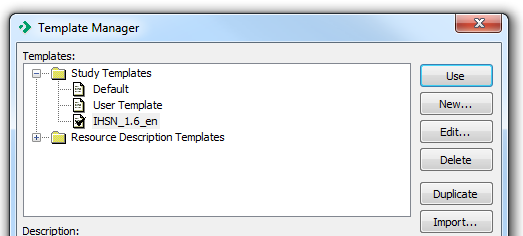 Template Manager
Templates:
Study Templates
Default
User Template
IHSN_1.6_en
Resource Description Templates
Use
New...
Edit...
Delete
Duplicate
Import...
Description: